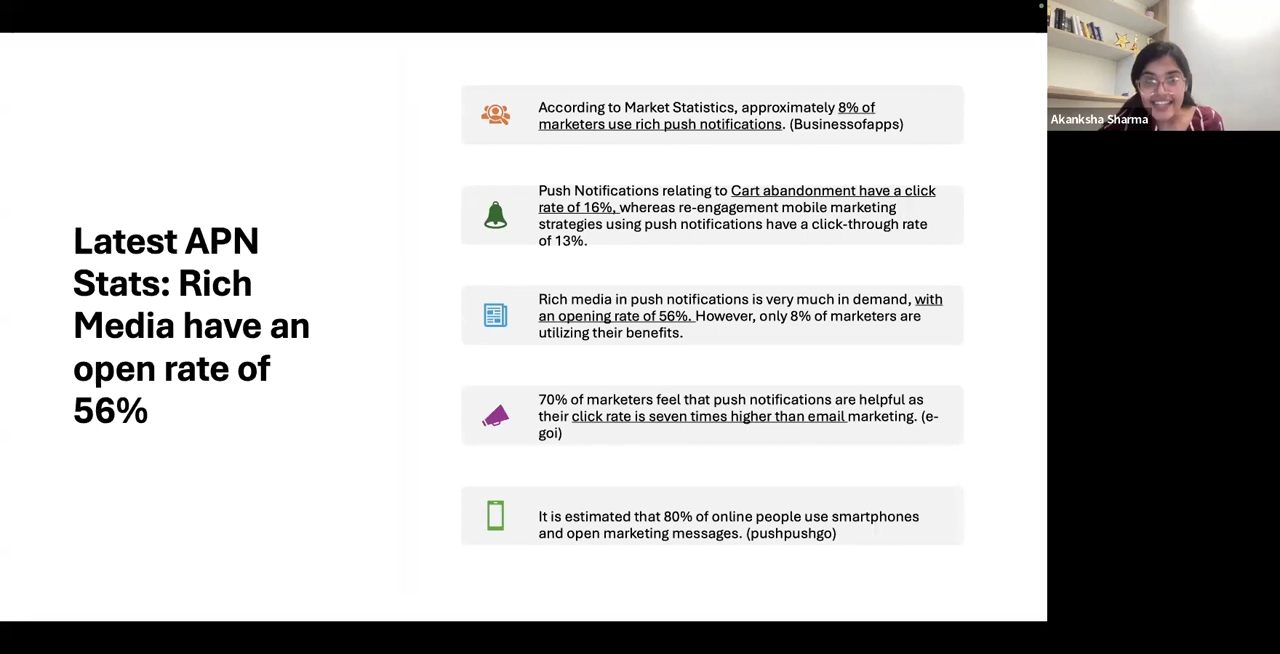 Latest APN
Stats: Rich
Media have an
open rate of
56%
According to Market Statistics, approximately 8% of
marketers use rich push notifications. (Businessofapps)
Push Notifications relating to Cart abandonment have a click
rate of 16%, whereas re-engagement mobile marketing
strategies using push notifications have a click-through rate
of 13%.
Rich media in push notifications is very much in demand, with
an opening rate of 56%. However, only 8% of marketers are
utilizing their benefits.
70% of marketers feel that push notifications are helpful as
their click rate is seven times higher than email marketing. (e-
goi)
It is estimated that 80% of online people use smartphones
and open marketing messages. (pushpushgo)
Akanksha Sharma